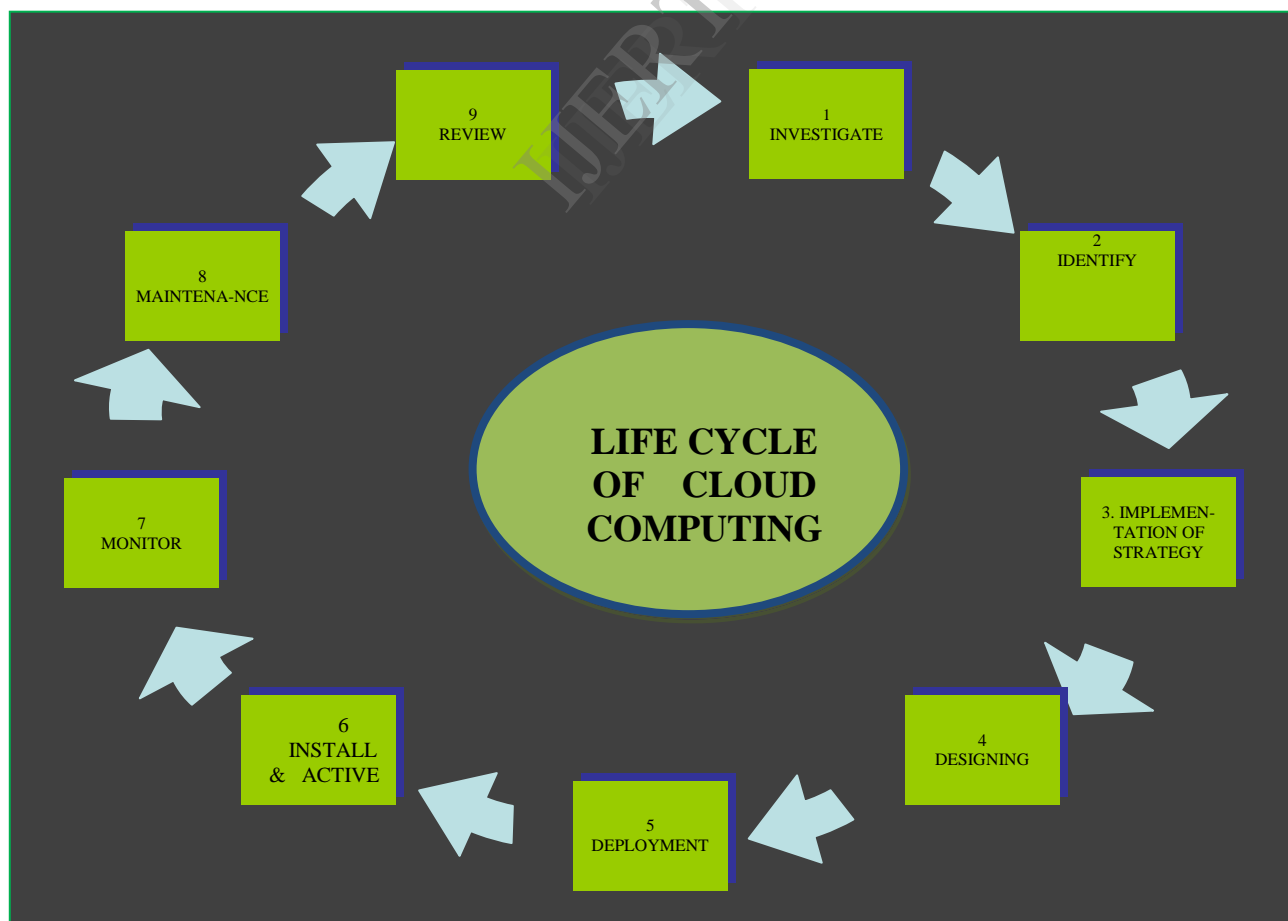 IJERT
9
REVIEW
1
INVESTIGATE
2
IDENTIFY
8
MAINTENA-NCE
LIFE CYCLE
OF CLOUD
COMPUTING
3. IMPLEMEN-
TATION OF
STRATEGY
7
MONITOR
6
INSTALL
& ACTIVE
4
DESIGNING
5
DEPLOYMENT